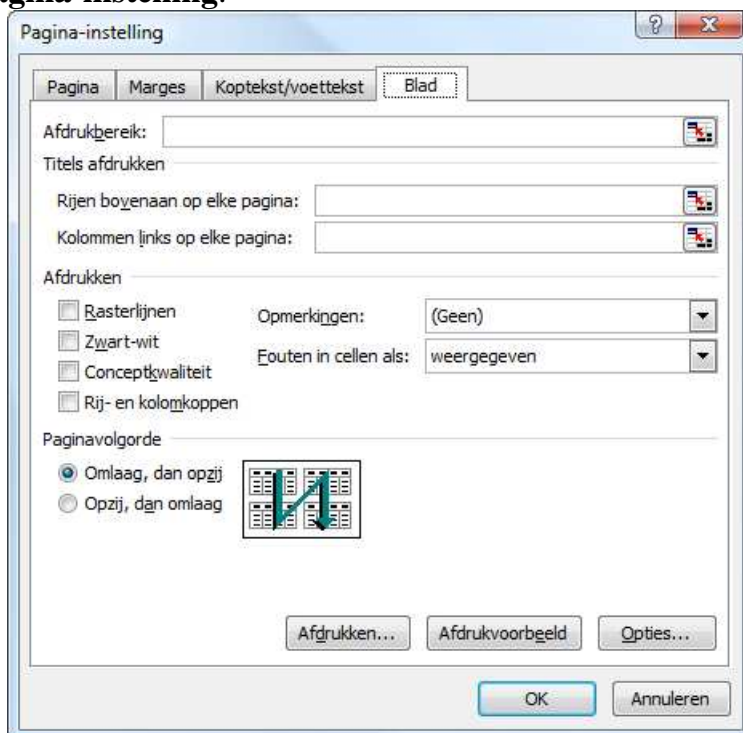 agina-instelling.
Pagina-instelling
Pagina Marges Koptekst/voettekst Blad
Afdrukbereik:
Titels afdrukken
Rijen bovenaan op elke pagina:
Kolommen links op elke pagina:
Afdrukken
Rasterlijnen Opmerkingen: (Geen)
Zwart-wit
Fouten in cellen als: weergegeven
Conceptkwaliteit
Rij- en kolomkoppen
Paginavolgorde
Omlaag, dan opzij
Opzij, dan omlaag
Afdrukken... Afdrukvoorbeeld Opties...
OK Annuleren